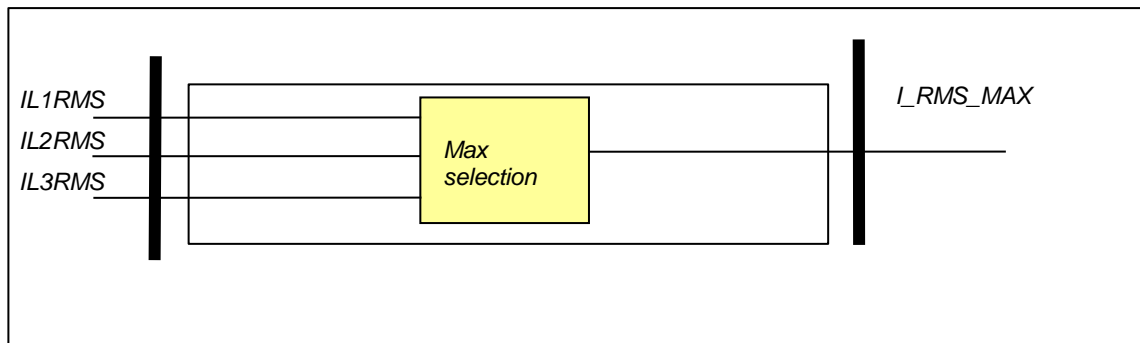 IL1RMS
IL2RMS
IL3RMS
Max
selection
I_RMS_MAX